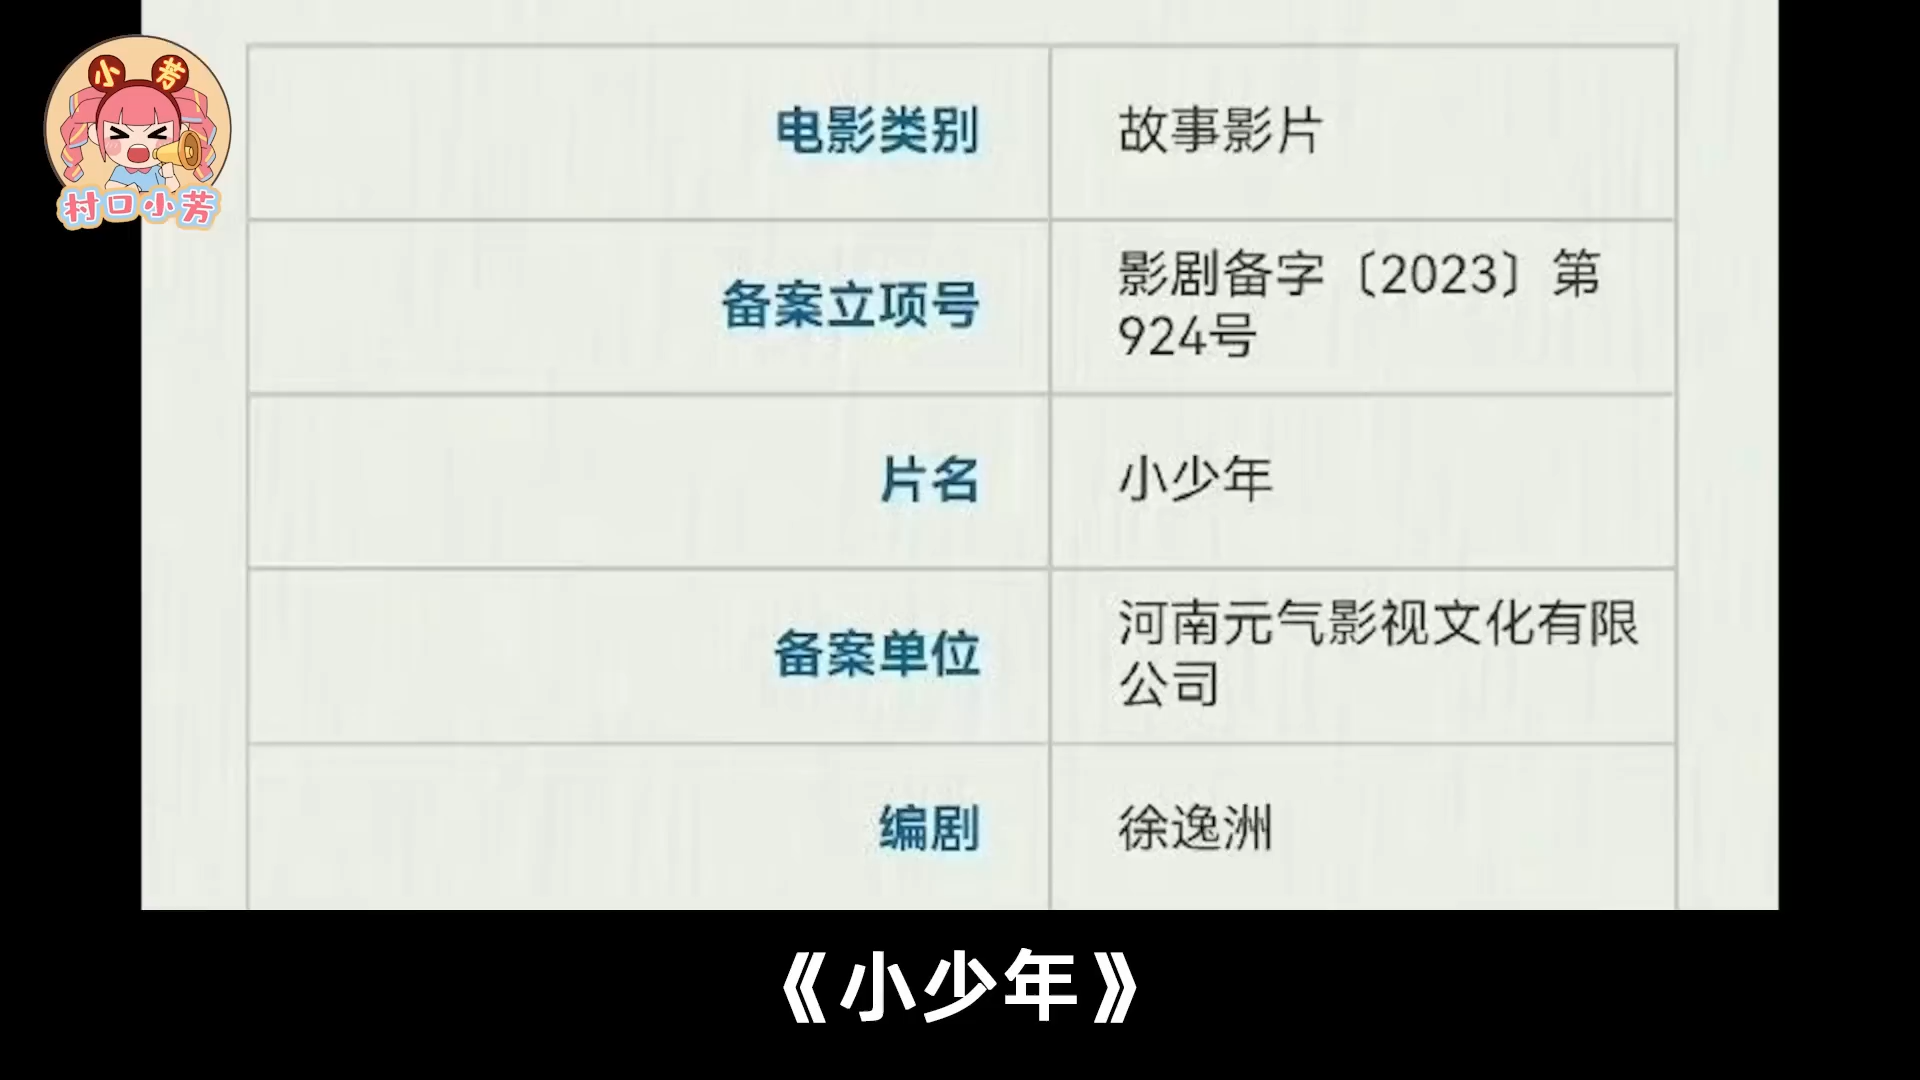 小芳
村口小芳
电影类别
故事影片
备案立项号
影剧备字〔2023〕第
924号
片名
小少年
备案单位
河南元气影视文化有限
公司
编剧
徐逸洲
《小少年》